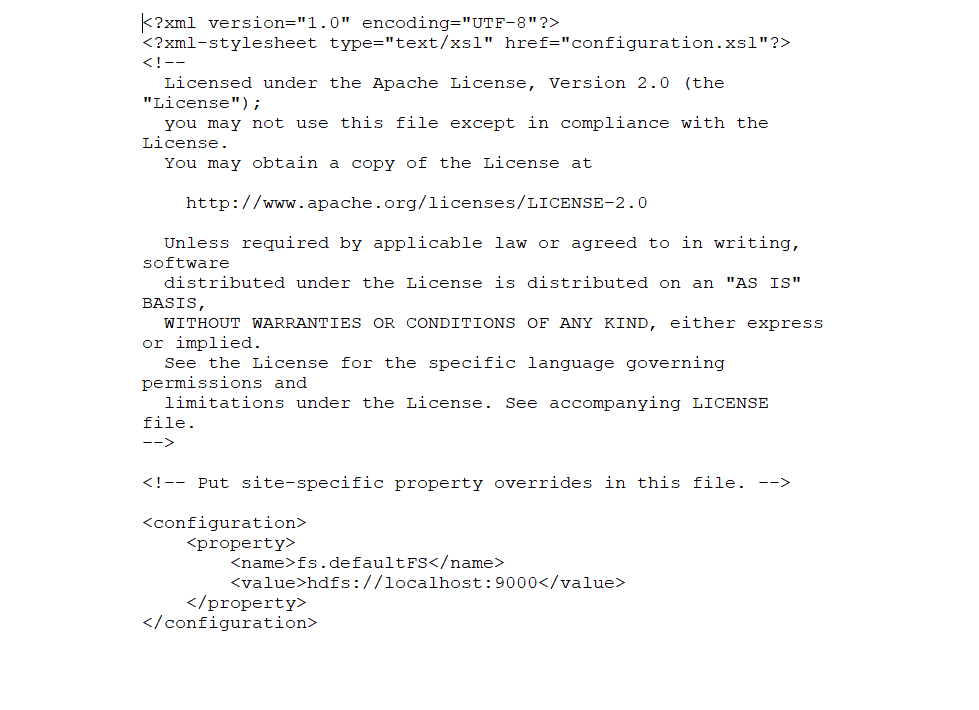 <?xml version="1.0" encoding="UTF-8"?>
<?xml-stylesheet type="text/xsl" href="configuration.xsl"?>
<!--
  Licensed under the Apache License, Version 2.0 (the
"License");
  you may not use this file except in compliance with the
License.
  You may obtain a copy of the License at

    http://www.apache.org/licenses/LICENSE-2.0

  Unless required by applicable law or agreed to in writing,
software
  distributed under the License is distributed on an "AS IS"
BASIS,
  WITHOUT WARRANTIES OR CONDITIONS OF ANY KIND, either express
or implied.
  See the License for the specific language governing
permissions and
  limitations under the License. See accompanying LICENSE
file.
-->

<!-- Put site-specific property overrides in this file. -->

<configuration>
    <property>
        <name>fs.defaultFS</name>
        <value>hdfs://localhost:9000</value>
    </property>
</configuration>